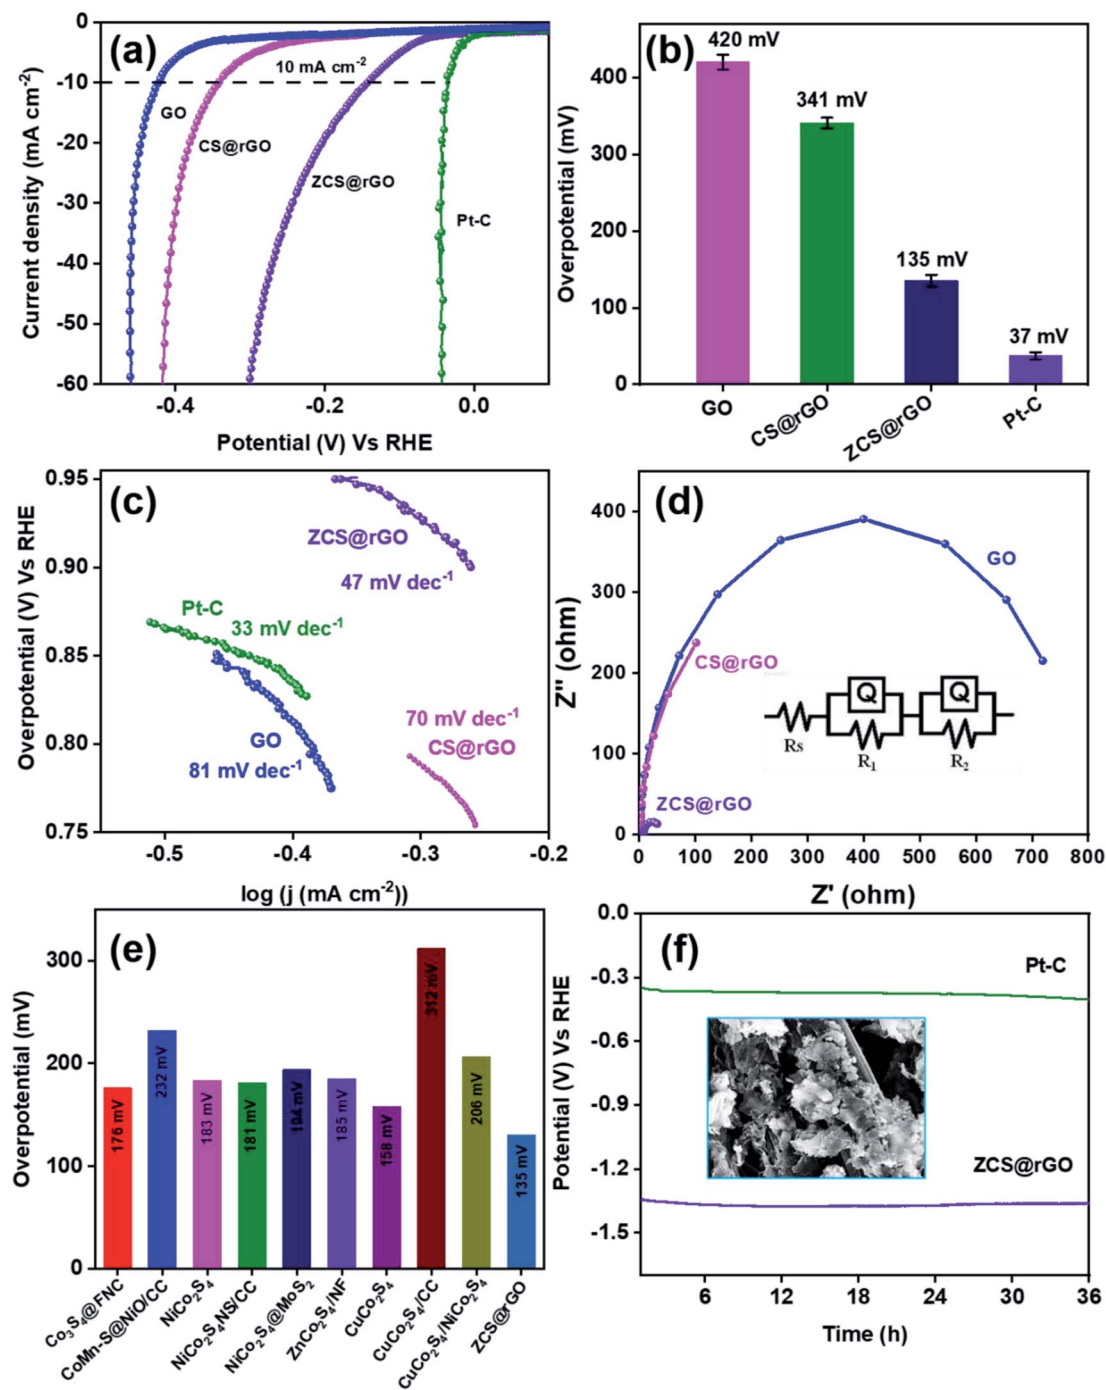 (a)
0
-10
-20
-30
-40
-50
-60
Current density (mA cm-2)
10 mA cm-2
GO
CS@rGO
ZCS@rGO
Pt-C
-0.4
-0.2
0.0
Potential (V) Vs RHE
(b)
400
300
200
100
0
Overpotential (mV)
420 mV
341 mV
135 mV
37 mV
GO
CS@rGO
ZCS@rGO
Pt-C
(c)
0.95
0.90
0.85
0.80
0.75
Overpotential (V) Vs RHE
ZCS@rGO
47 mV dec-1
Pt-C
33 mV dec-1
GO
81 mV dec-1
70 mV dec-1
CS@rGO
-0.5
-0.4
-0.3
-0.2
log (j (mA cm-2))
(d)
400
300
200
100
0
Z'' (ohm)
GO
CS@rGO
ZCS@rGO
Rs
Q
R1
Q
R2
0
100
200
300
400
500
600
700
800
Z' (ohm)
(e)
300
200
100
0
Overpotential (mV)
176 mV
232 mV
183 mV
181 mV
194 mV
185 mV
158 mV
312 mV
206 mV
135 mV
Co3S4@FNC
CoMn-S@NiO/CC
NiCo2S4
NiCo2S4NS/CC
NiCo2S4@MoS2
ZnCo2S4/NF
CuCo2S4
CuCo2S4/CC
CuCo2S4/NiCo2S4
ZCS@rGO
(f)
0.0
-0.3
-0.6
-0.9
-1.2
-1.5
Potential (V) Vs RHE
Pt-C
ZCS@rGO
6
12
18
24
30
36
Time (h)